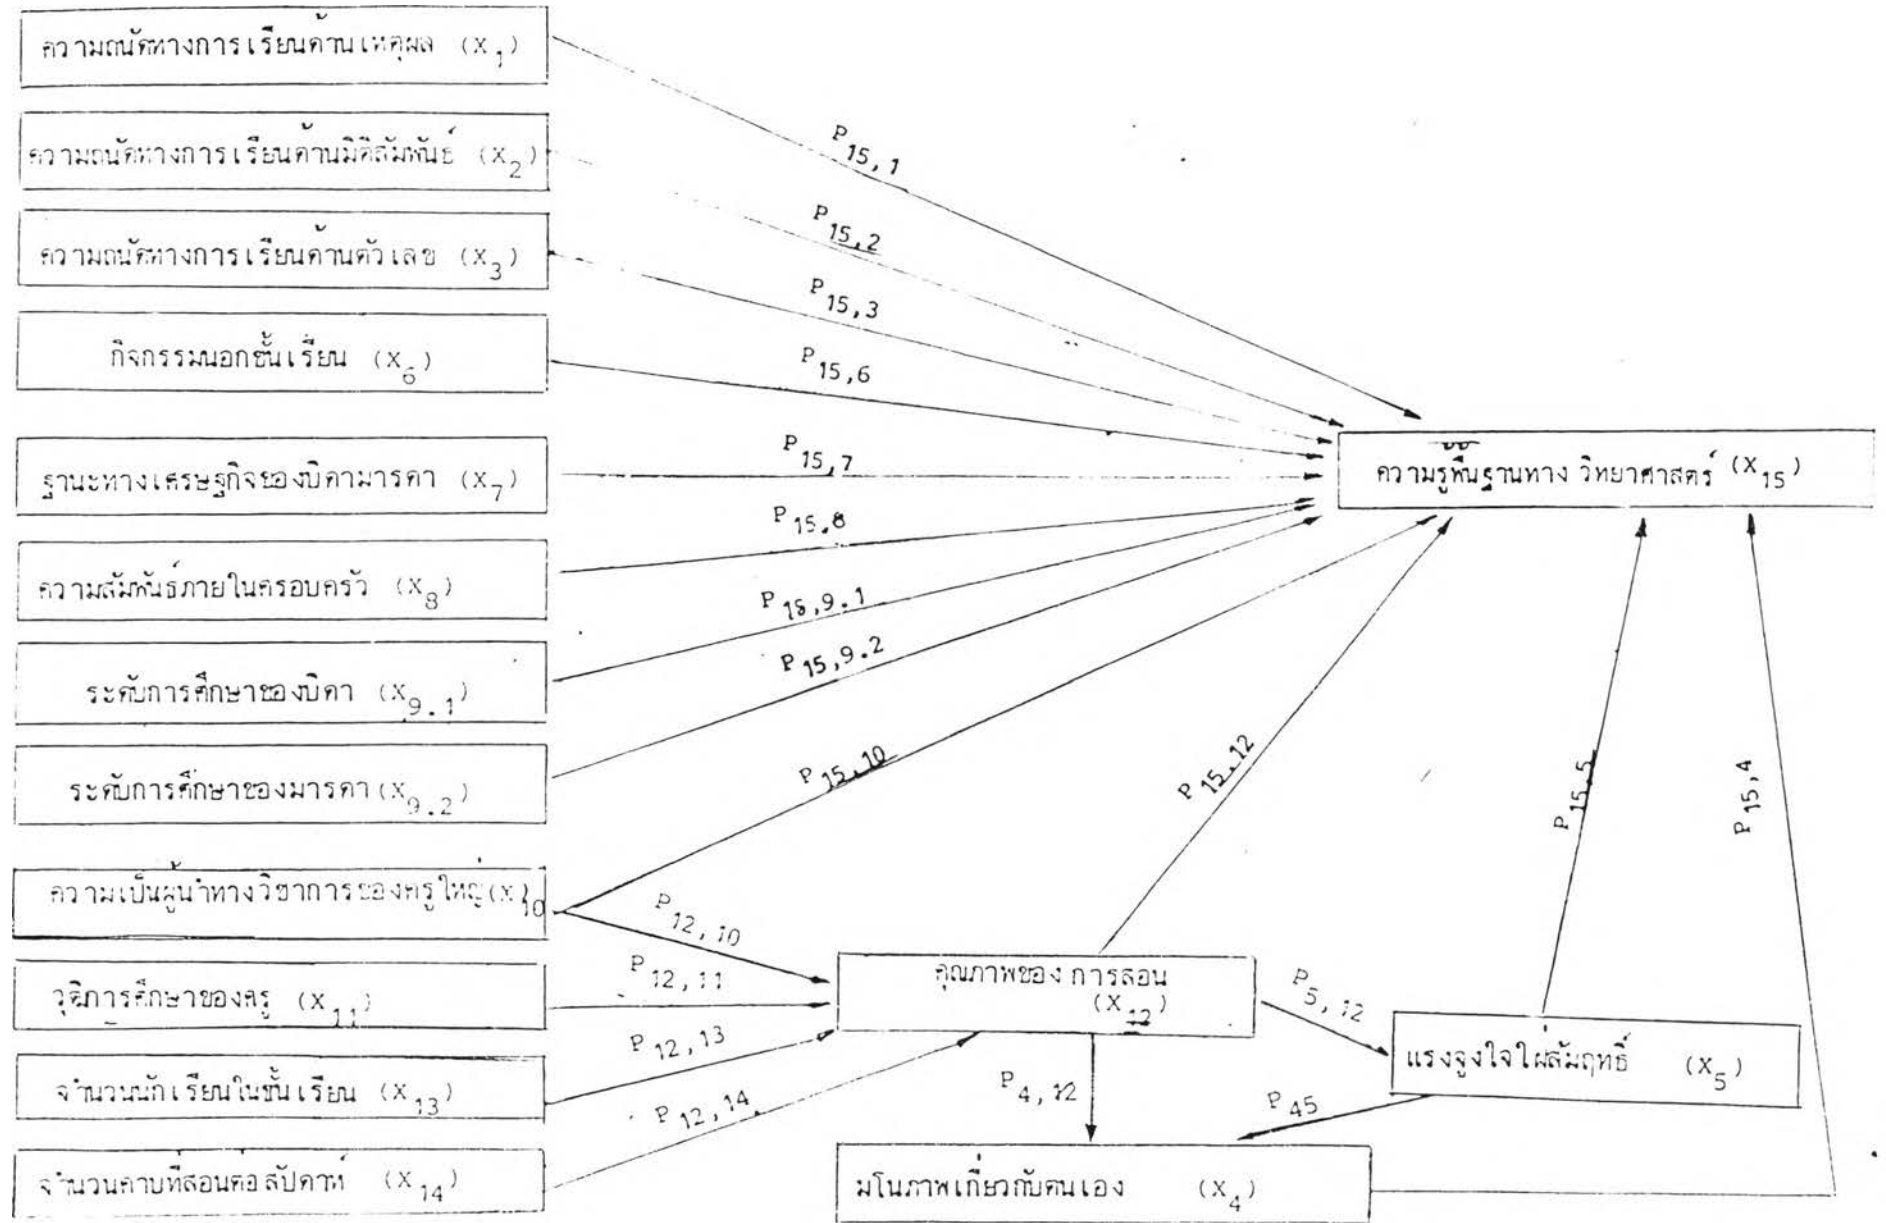 ความถนัดทางการเรียนด้านเหตุผล (X1)
ความถนัดทางการเรียนด้านมิติสัมพันธ์ (X2)
ความถนัดทางการเรียนด้านตัวเลข (X3)
กิจกรรมนอกชั้นเรียน (X6)
ฐานะทางเศรษฐกิจของบิดามารดา (X7)
ความสัมพันธ์ภายในครอบครัว (X8)
ระดับการศึกษาของบิดา (X9.1)
ระดับการศึกษาของมารดา (X9.2)
ความเป็นผู้นำทางวิชาการของครูใหญ่ (X10)
วุฒิการศึกษาของครู (X11)
จำนวนนักเรียนในชั้นเรียน (X13)
จำนวนคาบที่สอนต่อสัปดาห์ (X14)
P15,1
P15,2
P15,3
P15,6
P15,7
P15,8
P15,9.1
P15,9.2
P15,10
P15,12
P15,5
P15,4
ความรู้พื้นฐานทางวิทยาศาสตร์ (X15)
P12,10
P12,11
P12,13
P12,14
คุณภาพของการสอน
(X12)
P5,12
P4,12
P45
แรงจูงใจใฝ่สัมฤทธิ์ (X5)
มโนภาพเกี่ยวกับตนเอง (X4)